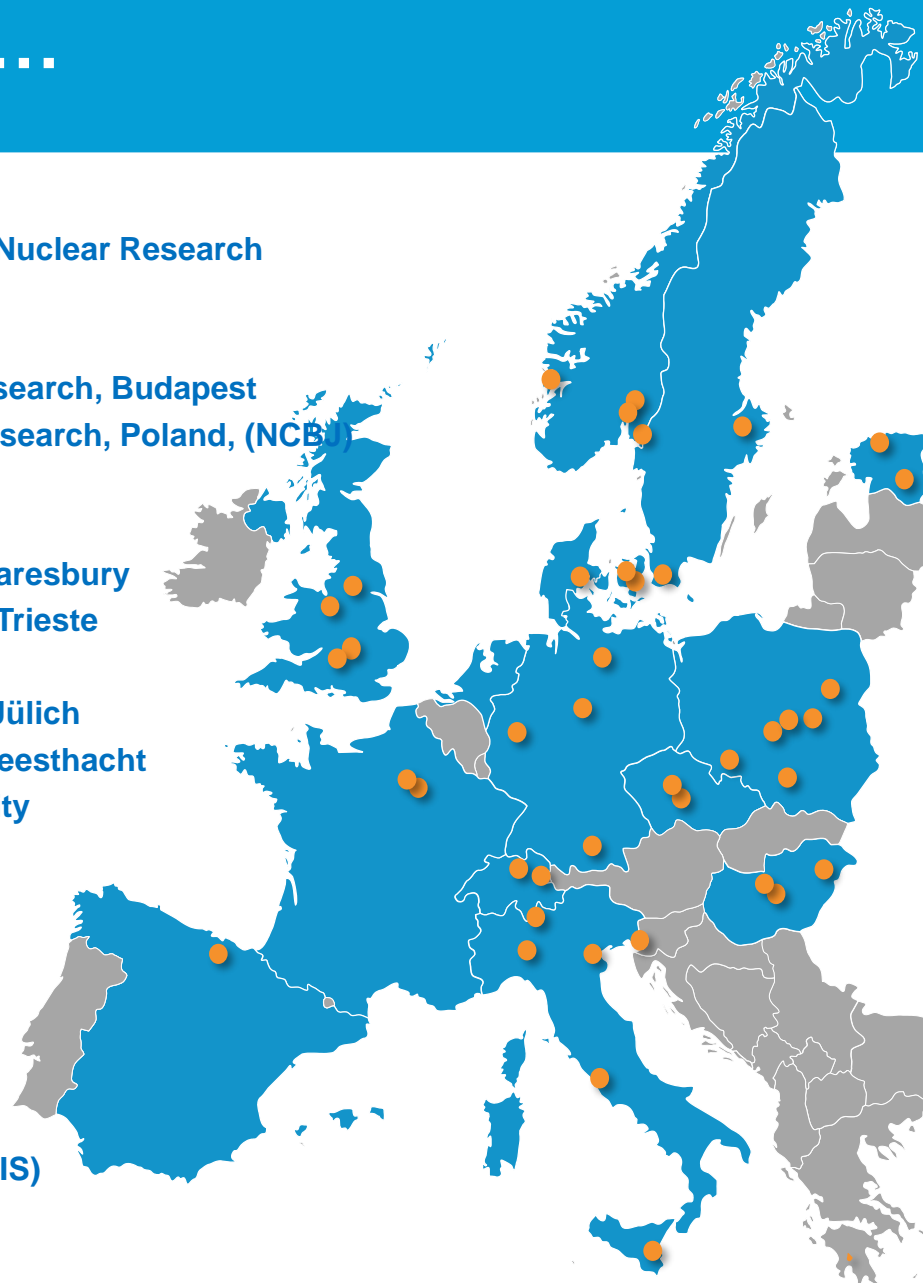 ...
Nuclear Research
search, Budapest
search, Poland, (NCBJ)
aresbury
Trieste
Jülich
eesthacht
ty
IS)